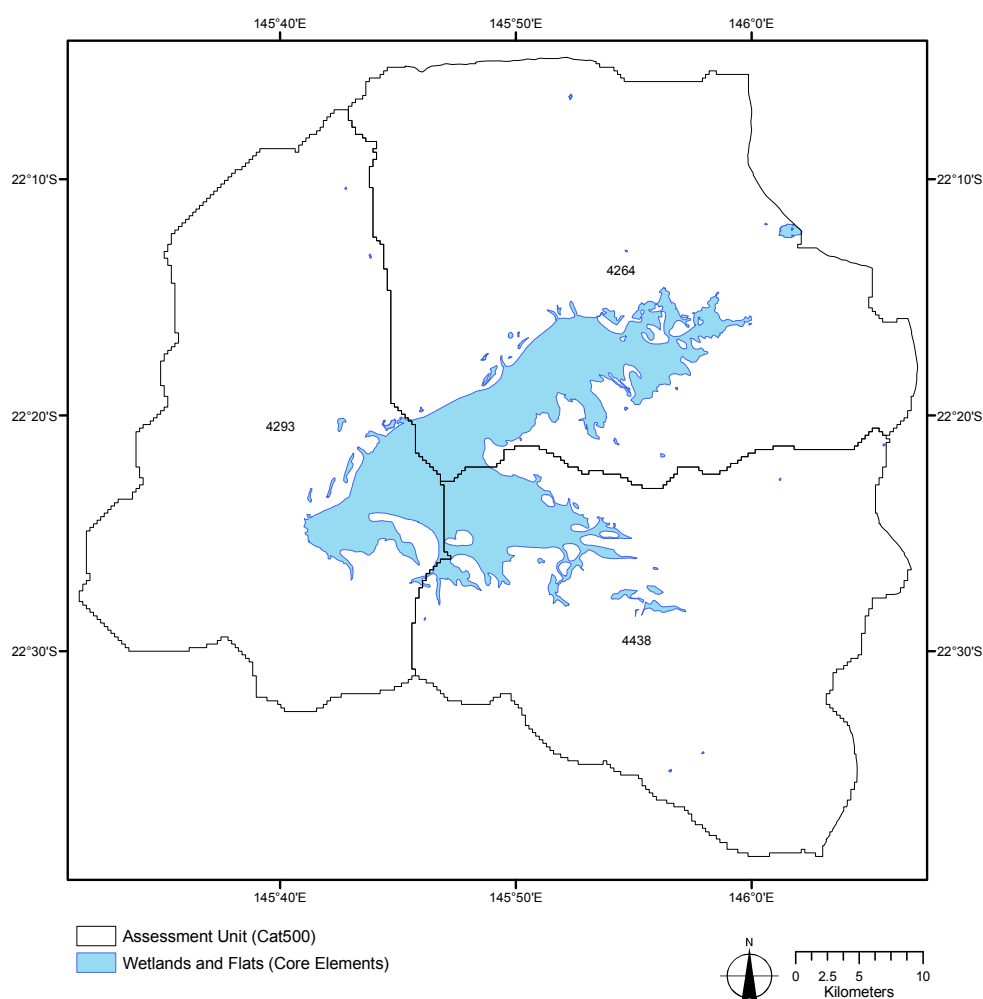 145°40'E 145°50'E 146°0'E
22°10'S 22°10'S
4264
22°20'S 22°20'S
4293
4438
22°30'S 22°30'S
145°40'E 145°50'E 146°0'E
Assessment Unit (Cat500)
Wetlands and Flats (Core Elements)
N
0 2.5 5 10
Kilometers